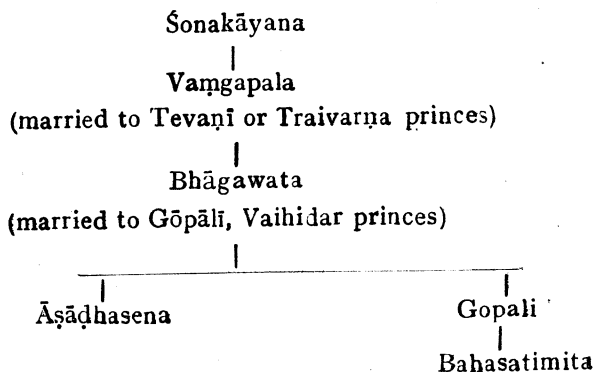 Śonakāyana
Vaṃgapala
(married to Tevaṇī or Traivarṇa princes)
Bhāgawata
(married to Gōpālī, Vaihidar princes)
Āṣāḍhasena Gopali
Bahasatimita